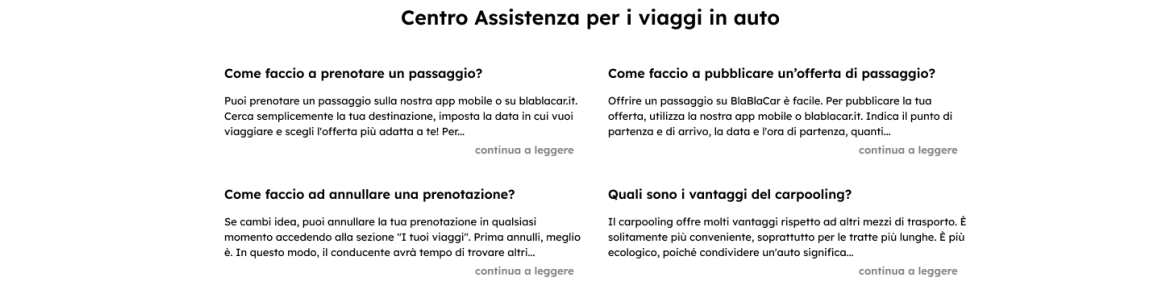 Centro Assistenza per i viaggi in auto
Come faccio a prenotare un passaggio?
Puoi prenotare un passaggio sulla nostra app mobile o su blablacar.it.
Cerca semplicemente la tua destinazione, imposta la data in cui vuoi
viaggiare e scegli l'offerta più adatta a te! Per...
continua a leggere
Come faccio a pubblicare un’offerta di passaggio?
Offrire un passaggio su BlaBlaCar è facile. Per pubblicare la tua
offerta, utilizza la nostra app mobile o blablacar.it. Indica il punto di
partenza e di arrivo, la data e l'ora di partenza, quanti...
continua a leggere
Come faccio ad annullare una prenotazione?
Se cambi idea, puoi annullare la tua prenotazione in qualsiasi
momento accedendo alla sezione "I tuoi viaggi". Prima annulli, meglio
è. In questo modo, il conducente avrà tempo di trovare altri...
continua a leggere
Quali sono i vantaggi del carpooling?
Il carpooling offre molti vantaggi rispetto ad altri mezzi di trasporto. È
solitamente più conveniente, soprattutto per le tratte più lunghe. È più
ecologico, poiché condividere un'auto significa...
continua a leggere